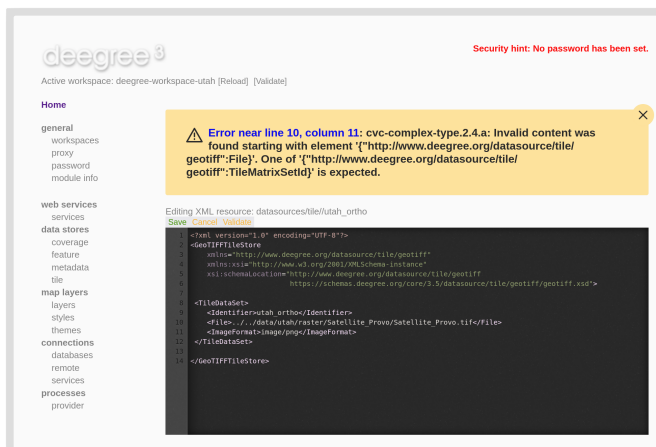 deegree 3
Security hint: No password has been set.
Active workspace: deegree-workspace-utah [Reload] [Validate]
Home
general
workspaces
proxy
password
module info
web services
services
data stores
coverage
feature
metadata
tile
map layers
layers
styles
themes
connections
databases
remote
services
processes
provider
Error near line 10, column 11: cvc-complex-type.2.4.a: Invalid content was
found starting with element '{"http://www.deegree.org/datasource/tile/
geotiff":File}'. One of '{"http://www.deegree.org/datasource/tile/
geotiff":TileMatrixSetId}' is expected.
Editing XML resource: datasources/tile//utah_ortho
Save Cancel Validate
1 <?xml version="1.0" encoding="UTF-8"?>
2 <GeoTIFFTileStore
3 xmlns="http://www.deegree.org/datasource/tile/geotiff"
4 xmlns:xsi="http://www.w3.org/2001/XMLSchema-instance"
5 xsi:schemaLocation="http://www.deegree.org/datasource/tile/geotiff
6 https://schemas.deegree.org/core/3.5/datasource/tile/geotiff/geotiff.xsd">
7
8 <TileDataSet>
9 <Identifier>utah_ortho</Identifier>
10 <File>../../data/utah/raster/Satellite_Provo/Satellite_Provo.tif</File>
11 <ImageFormat>image/png</ImageFormat>
12 </TileDataSet>
13
14 </GeoTIFFTileStore>